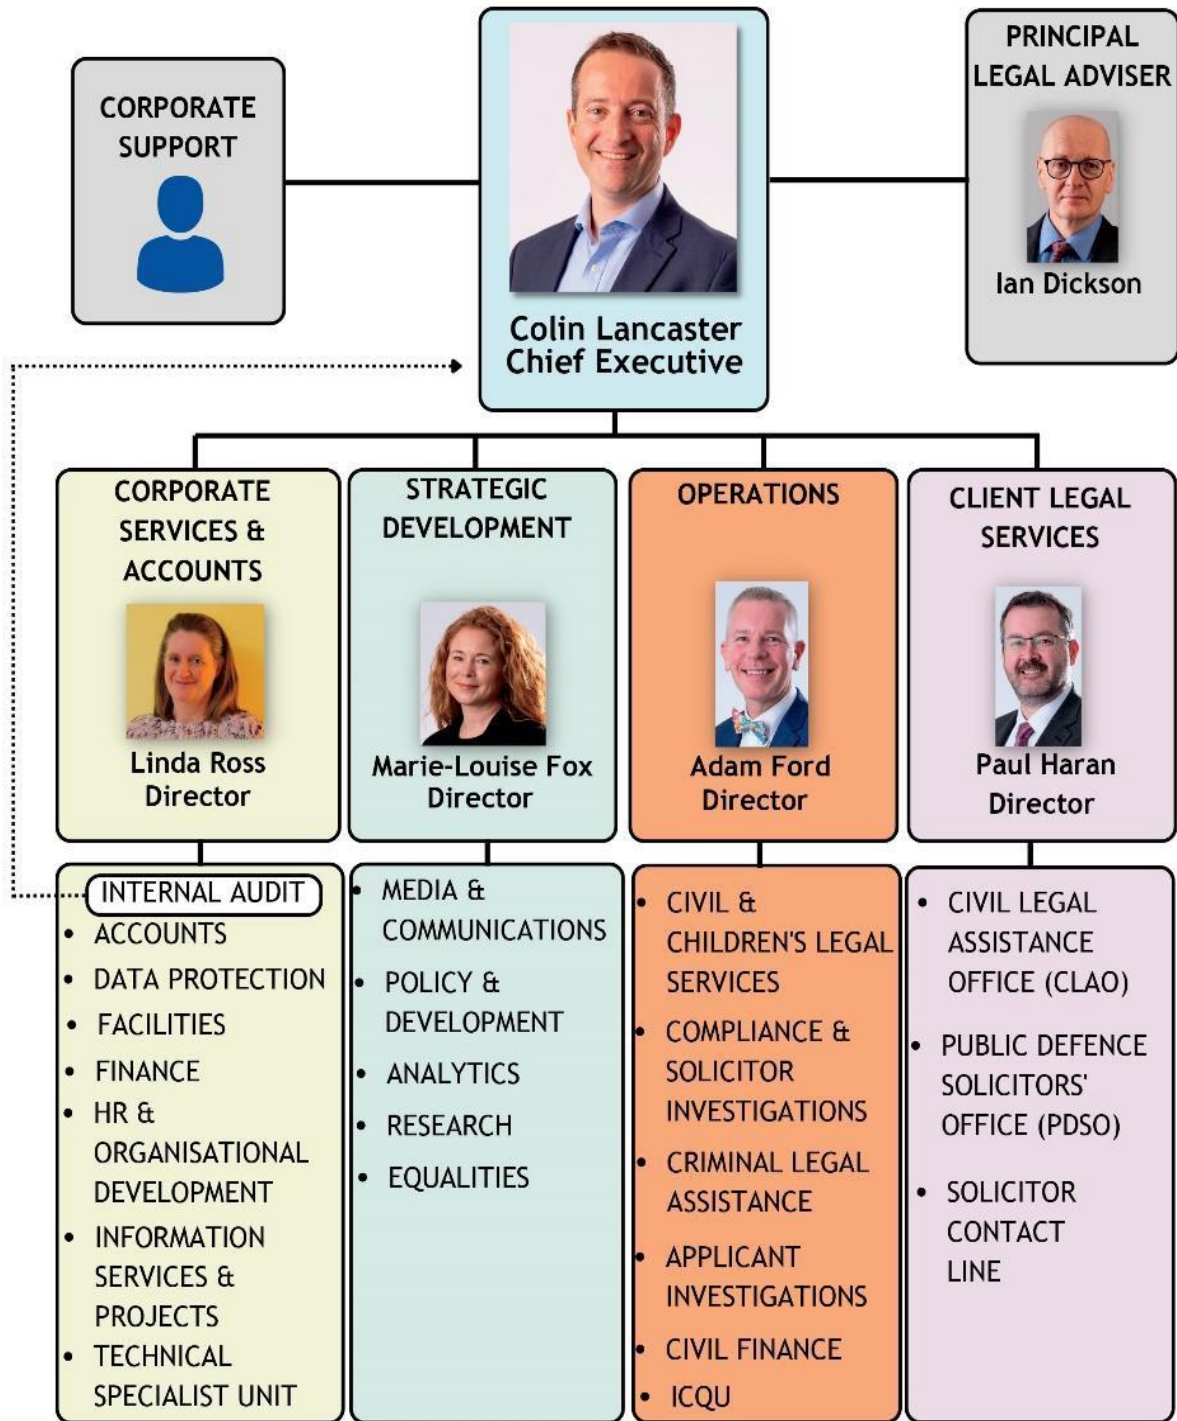 CORPORATE
SUPPORT
Colin Lancaster
Chief Executive
PRINCIPAL
LEGAL ADVISER
Ian Dickson
CORPORATE
SERVICES &
ACCOUNTS
Linda Ross
Director
STRATEGIC
DEVELOPMENT
Marie-Louise Fox
Director
OPERATIONS
Adam Ford
Director
CLIENT LEGAL
SERVICES
Paul Haran
Director
INTERNAL AUDIT
• ACCOUNTS
• DATA PROTECTION
• FACILITIES
• FINANCE
• HR &
ORGANISATIONAL
DEVELOPMENT
• INFORMATION
SERVICES &
PROJECTS
• TECHNICAL
SPECIALIST UNIT
• MEDIA &
COMMUNICATIONS
• POLICY &
DEVELOPMENT
• ANALYTICS
• RESEARCH
• EQUALITIES
• CIVIL &
CHILDREN'S LEGAL
SERVICES
• COMPLIANCE &
SOLICITOR
INVESTIGATIONS
• CRIMINAL LEGAL
ASSISTANCE
• APPLICANT
INVESTIGATIONS
• CIVIL FINANCE
• ICQU
• CIVIL LEGAL
ASSISTANCE
OFFICE (CLAO)
• PUBLIC DEFENCE
SOLICITORS'
OFFICE (PDSO)
• SOLICITOR
CONTACT
LINE